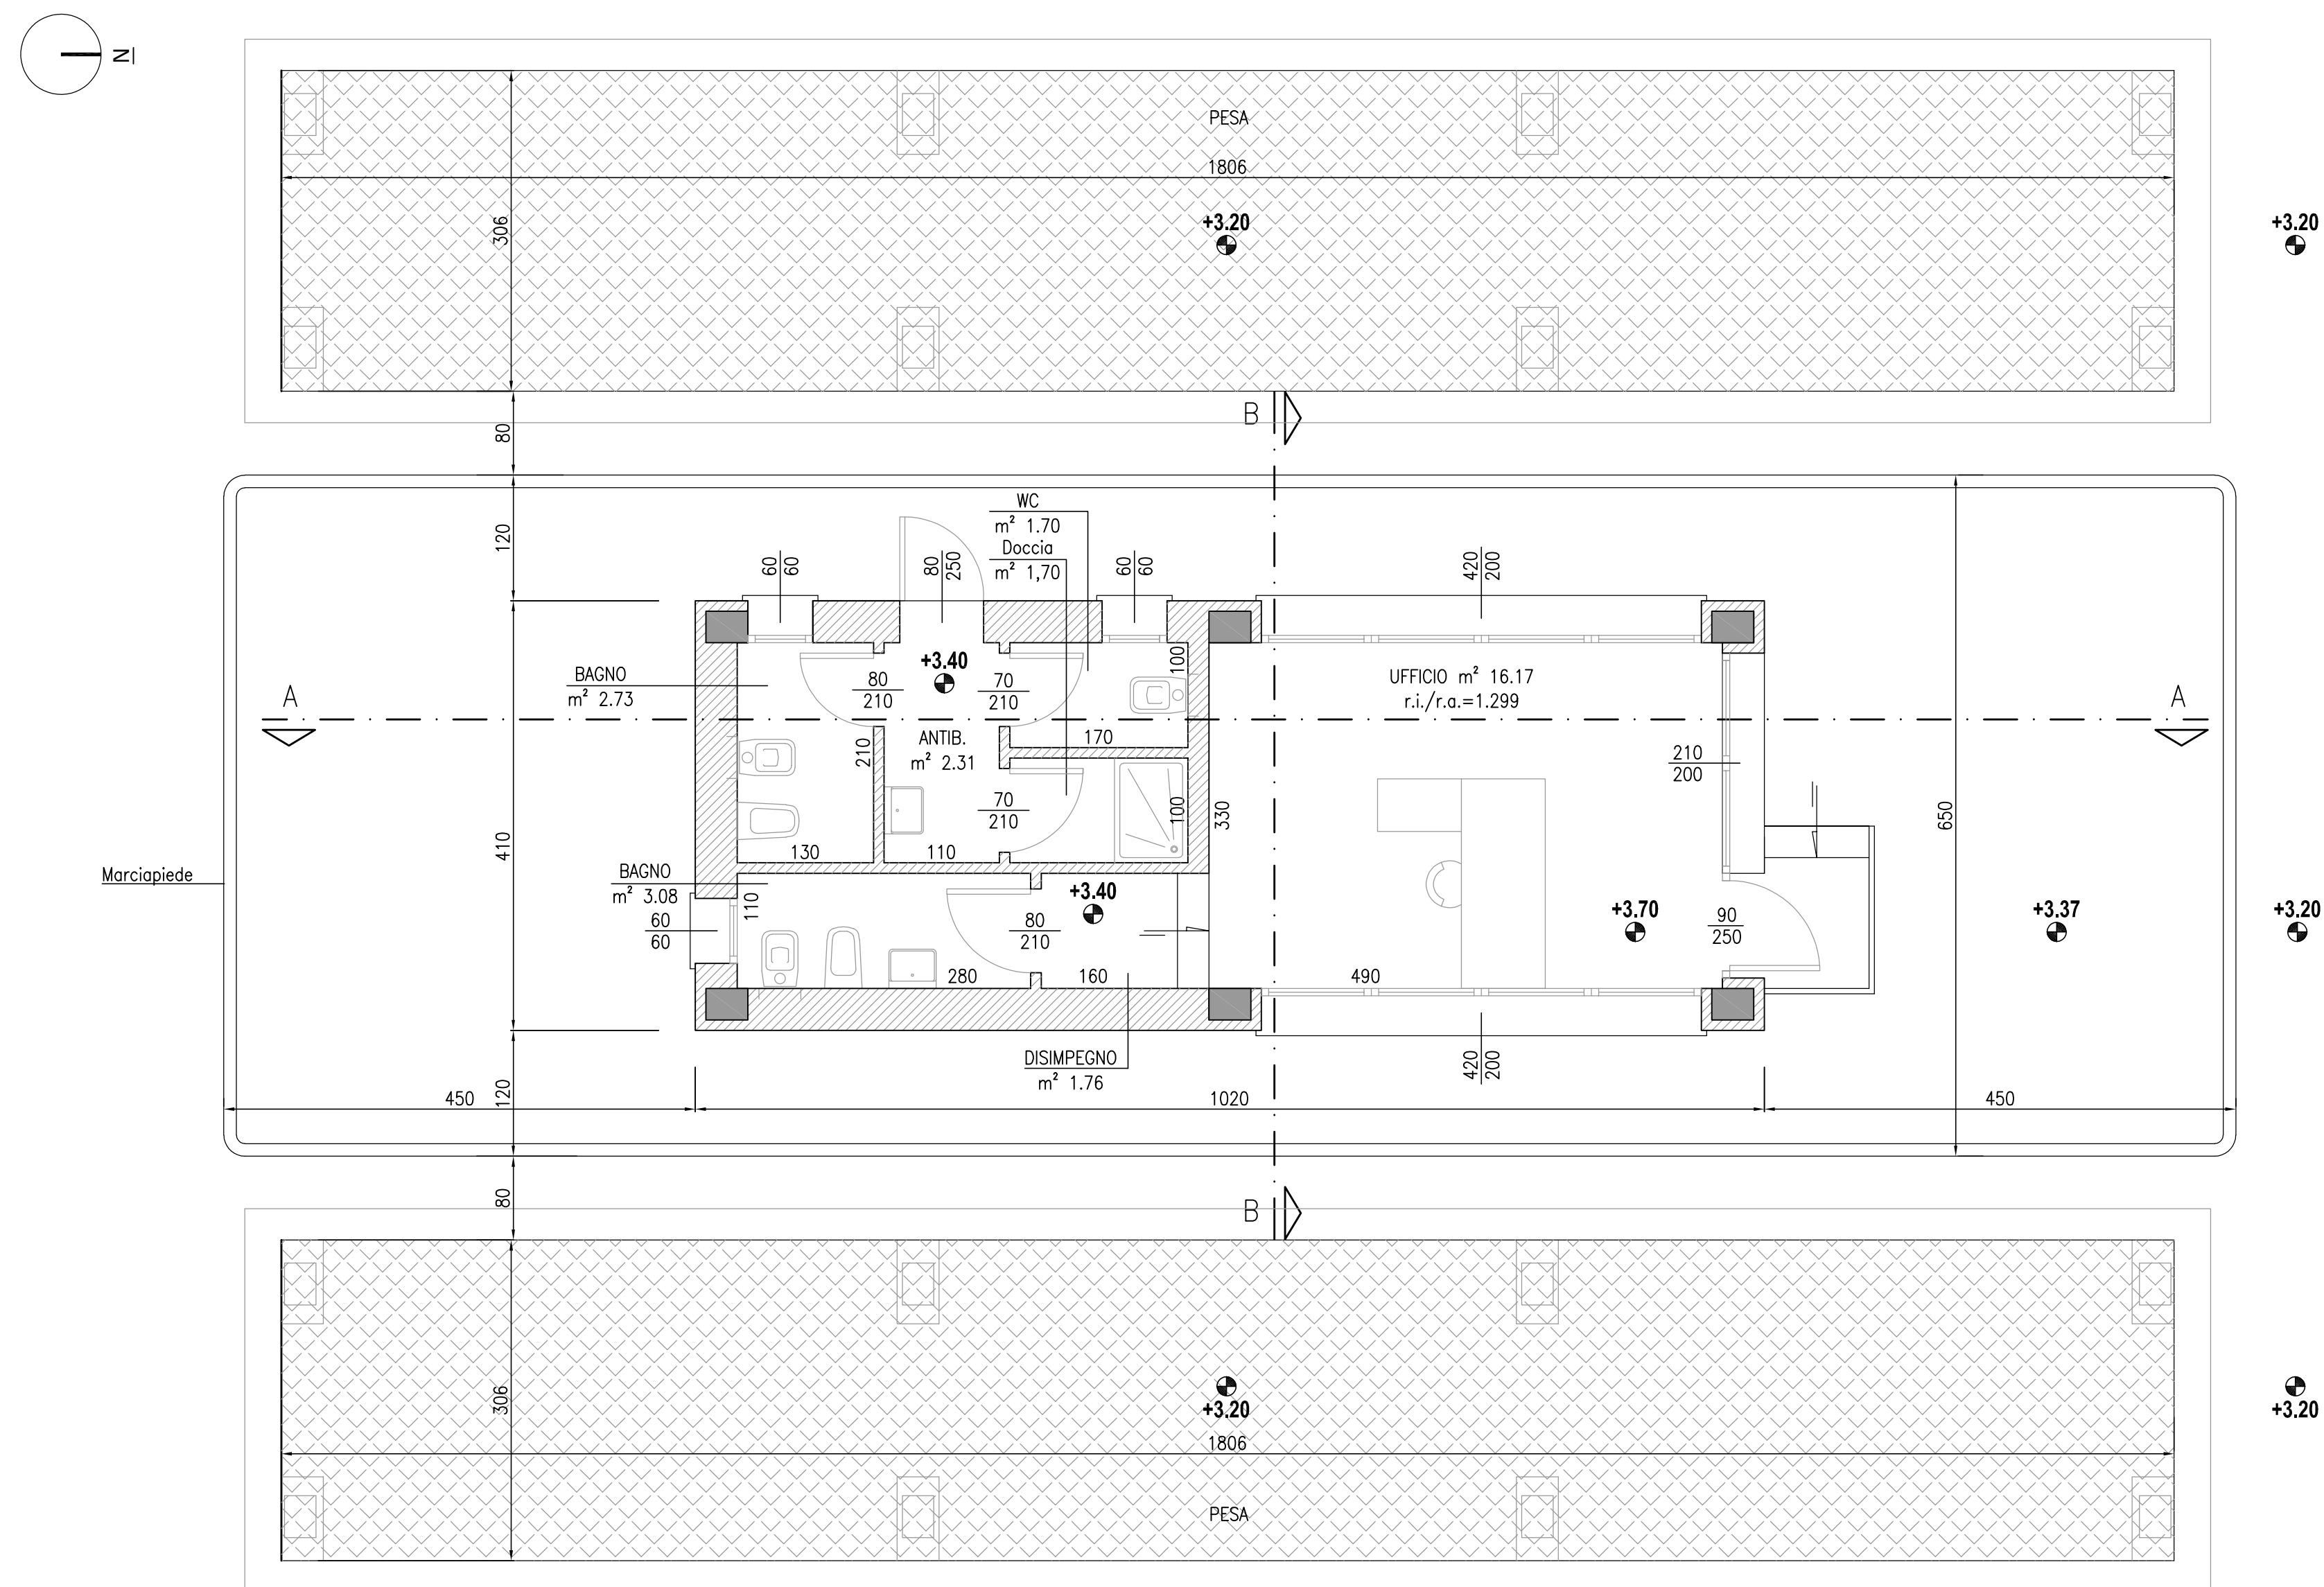 N
PESA
1806
306
+3.20
+3.20
B
80
120
WC
m² 1.70
Doccia
m² 1,70
60
60
80
250
60
60
420
200
BAGNO
m² 2.73
+3.40
80
210
70
210
100
UFFICIO m² 16.17
r.i./r.a.=1.299
A
A
ANTIB.
m² 2.31
210
170
210
200
70
210
100
330
650
410
130
110
Marciapiede
BAGNO
m² 3.08
60
60
110
+3.40
80
210
+3.70
90
250
+3.37
+3.20
280
160
490
DISIMPEGNO
m² 1.76
420
200
450
120
1020
450
80
B
306
+3.20
+3.20
1806
PESA